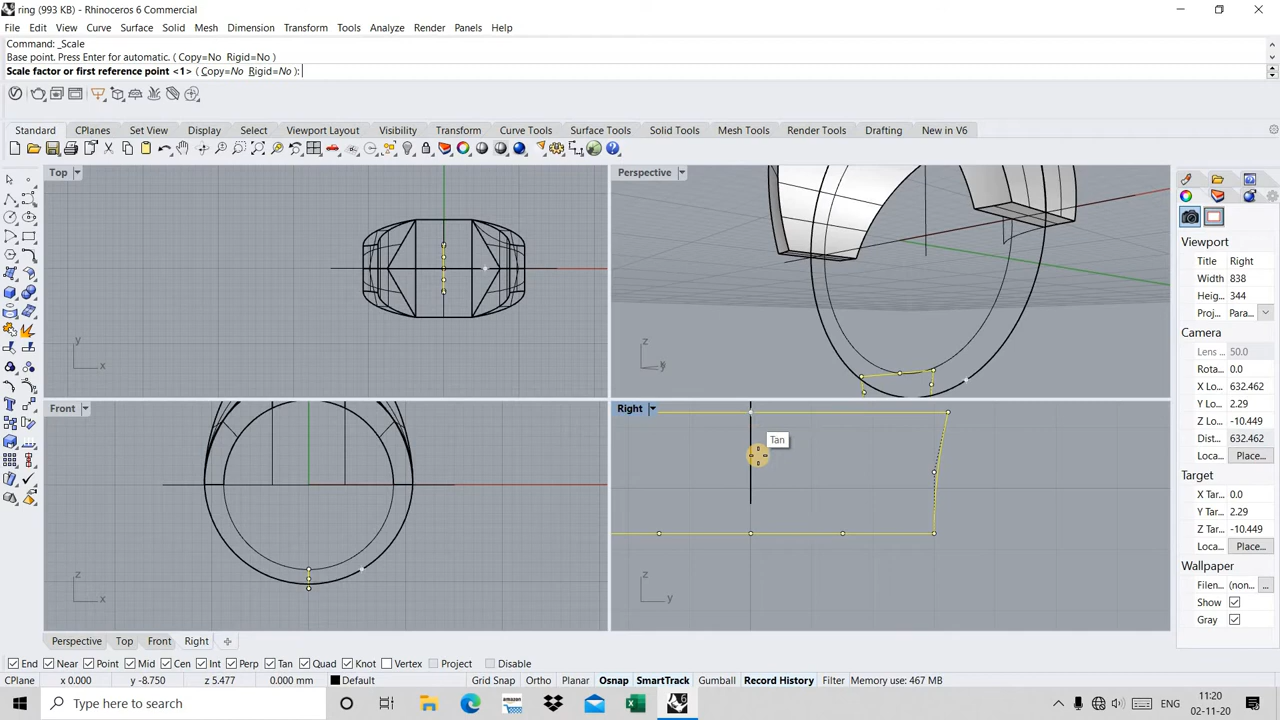 ring (993 KB) - Rhinoceros 6 Commercial
File Edit View Curve Surface Solid Mesh Dimension Transform Tools Analyze Render Panels Help
Command: _Scale
Base point. Press Enter for automatic. ( Copy=No Rigid=No )
Scale factor or first reference point <1> ( Copy=No Rigid=No ):
Standard CPlanes Set View Display Select Viewport Layout Visibility Transform Curve Tools Surface Tools Solid Tools Mesh Tools Render Tools Drafting New in V6
Top
Perspective
Viewport
Title Right
Width 838
Heig... 344
Proj... Para...
Camera
Lens ... 50.0
Rota... 0.0
X Lo... 632.462
Y Lo... 2.29
Z Lo... -10.449
Dist... 632.462
Loca... Place...
Target
X Tar... 0.0
Y Tar... 2.29
Z Tar... -10.449
Loca... Place...
Wallpaper
Filen... (non...
Show
Gray
y
x
z
y
Front
Right
Tan
z
x
z
y
Perspective Top Front Right
End Near Point Mid Cen Int Perp Tan Quad Knot Vertex Project Disable
CPlane x 0.000 y -8.750 z 5.477 0.000 mm Default Grid Snap Ortho Planar Osnap SmartTrack Gumball Record History Filter Memory use: 467 MB
Type here to search
amazon
ENG
11:20
02-11-20